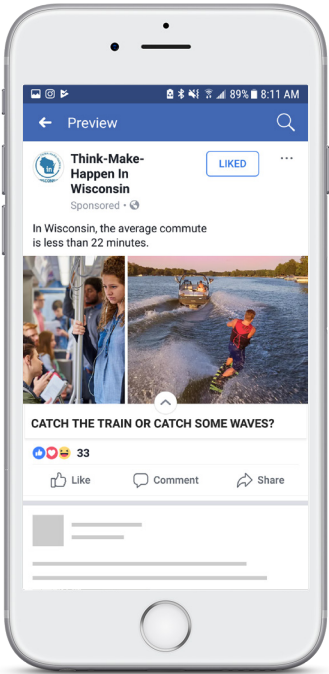 89% 8:11 AM
Preview
Think-Make-
Happen In
Wisconsin
LIKED
In
Sponsored ·
In Wisconsin, the average commute
is less than 22 minutes.
CATCH THE TRAIN OR CATCH SOME WAVES?
33
Like Comment Share